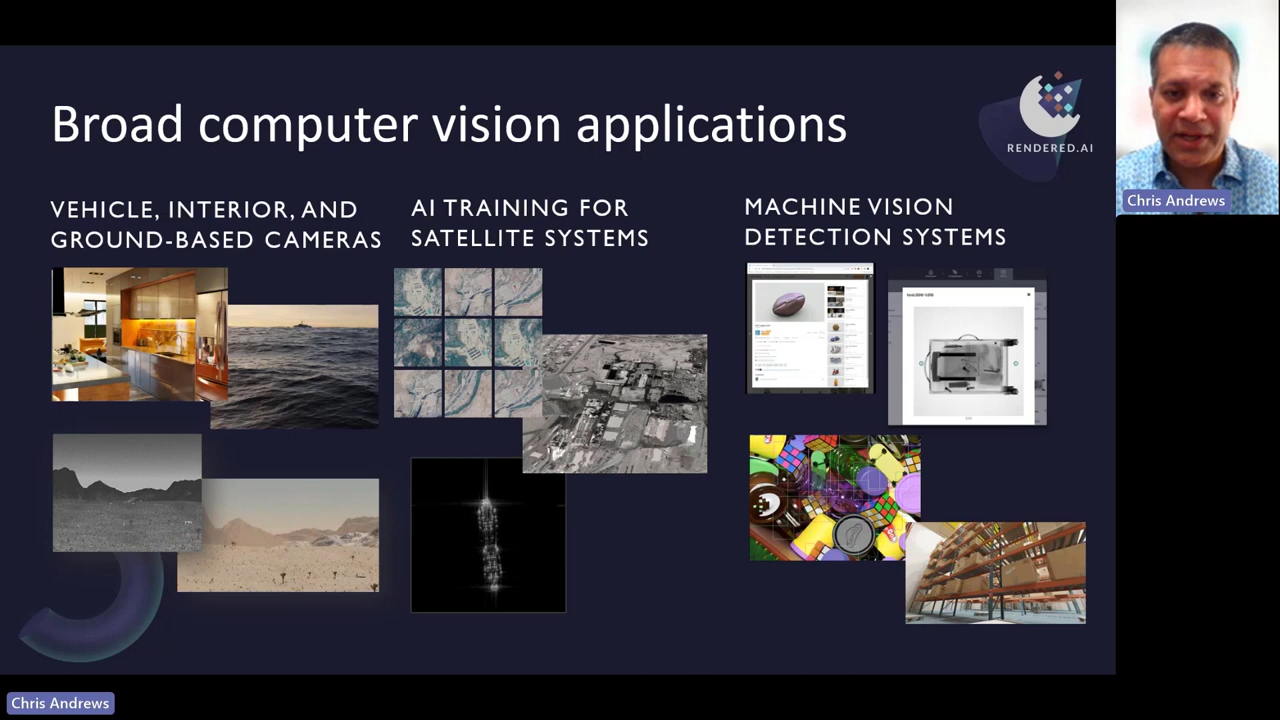 Broad computer vision applications
RENDERED.AI
VEHICLE, INTERIOR, AND
GROUND-BASED CAMERAS
AI TRAINING FOR
SATELLITE SYSTEMS
MACHINE VISION
DETECTION SYSTEMS
Chris Andrews
Chris Andrews